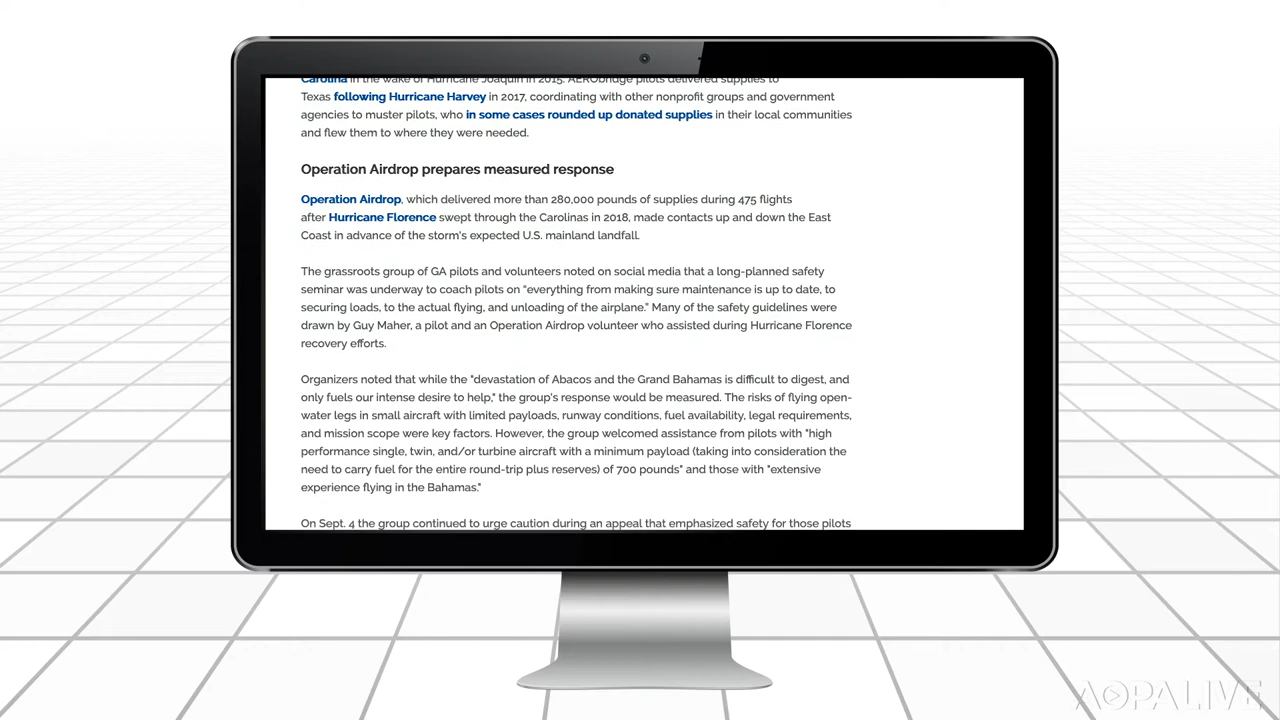 Carolina in the wake of Hurricane Joaquin in 2015. AERObridge pilots delivered supplies to
Texas following Hurricane Harvey in 2017, coordinating with other nonprofit groups and government
agencies to muster pilots, who in some cases rounded up donated supplies in their local communities
and flew them to where they were needed.
Operation Airdrop prepares measured response
Operation Airdrop, which delivered more than 280,000 pounds of supplies during 475 flights
after Hurricane Florence swept through the Carolinas in 2018, made contacts up and down the East
Coast in advance of the storm's expected U.S. mainland landfall.
The grassroots group of GA pilots and volunteers noted on social media that a long-planned safety
seminar was underway to coach pilots on "everything from making sure maintenance is up to date, to
securing loads, to the actual flying, and unloading of the airplane." Many of the safety guidelines were
drawn by Guy Maher, a pilot and an Operation Airdrop volunteer who assisted during Hurricane Florence
recovery efforts.
Organizers noted that while the "devastation of Abacos and the Grand Bahamas is difficult to digest, and
only fuels our intense desire to help," the group's response would be measured. The risks of flying open-
water legs in small aircraft with limited payloads, runway conditions, fuel availability, legal requirements,
and mission scope were key factors. However, the group welcomed assistance from pilots with "high
performance single, twin, and/or turbine aircraft with a minimum payload (taking into consideration the
need to carry fuel for the entire round-trip plus reserves) of 700 pounds" and those with "extensive
experience flying in the Bahamas."
On Sept. 4 the group continued to urge caution during an appeal that emphasized safety for those pilots
AOPA LIVE